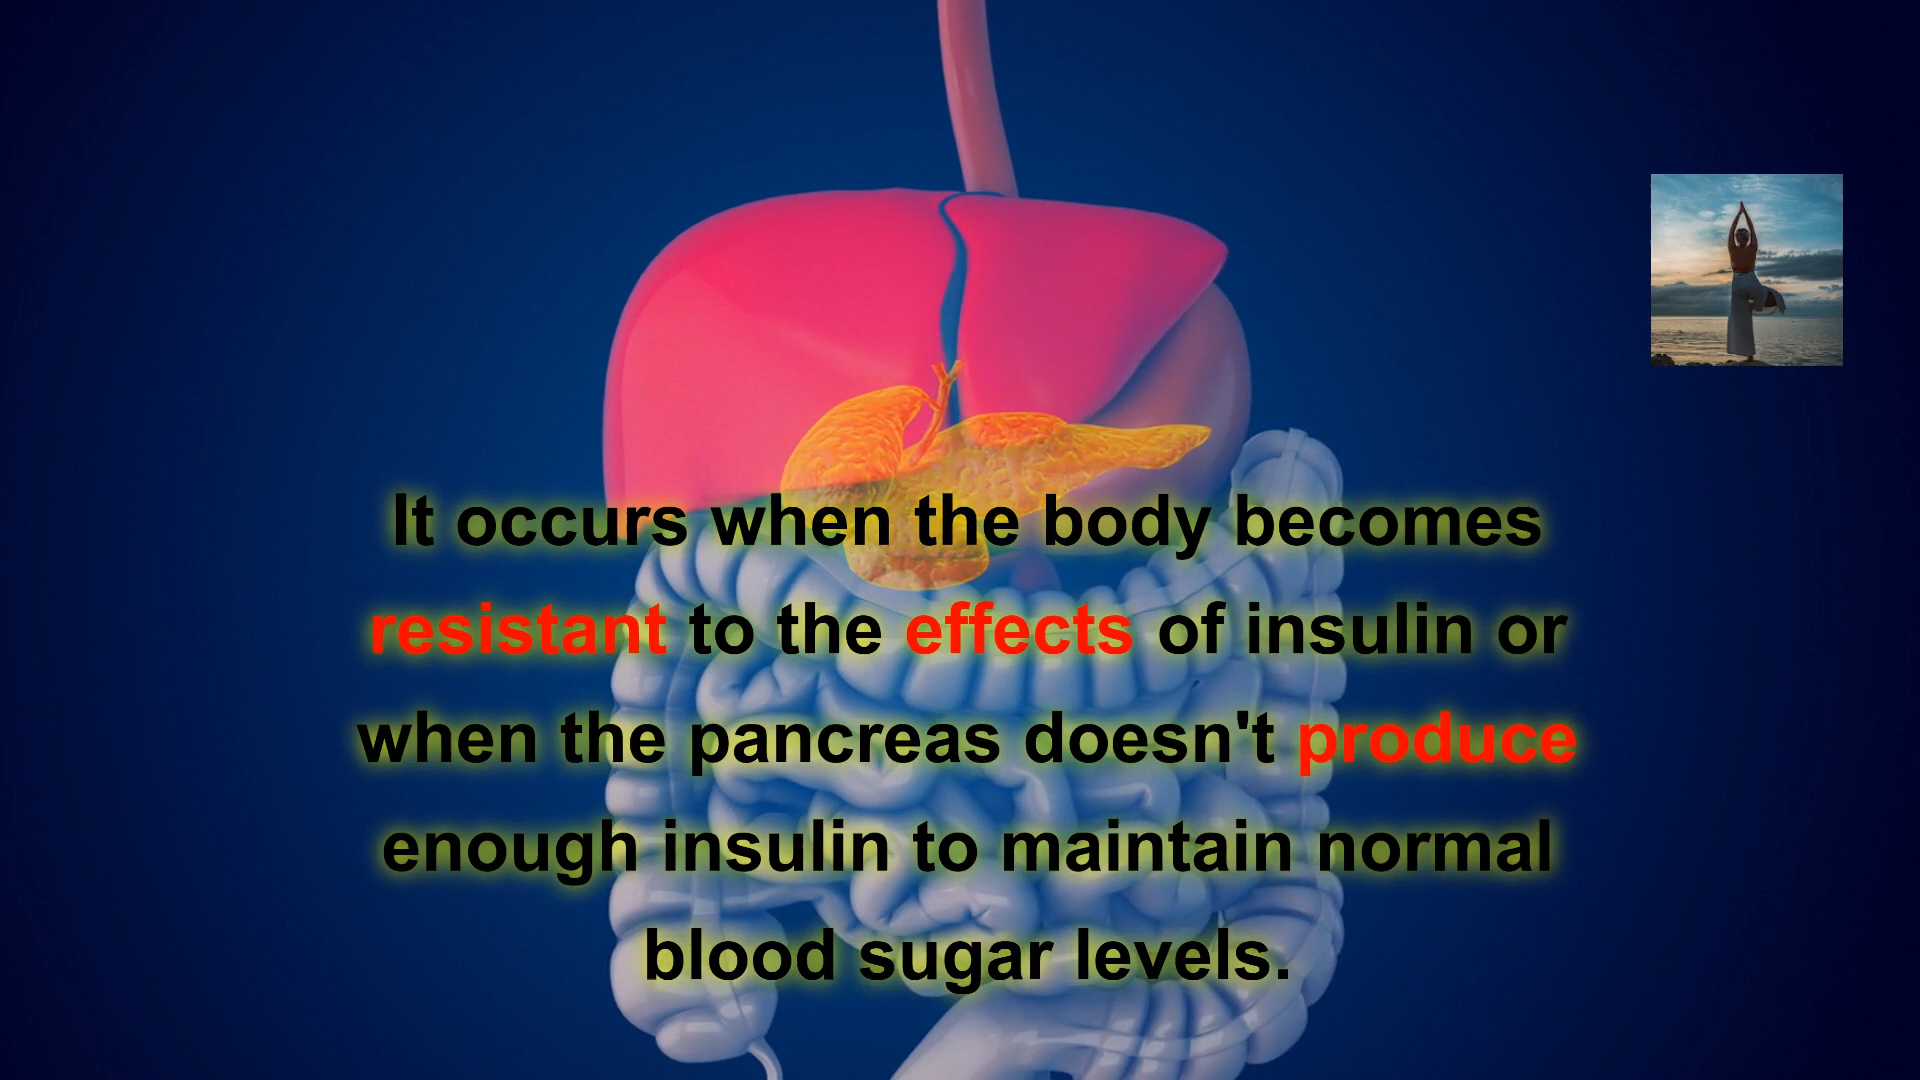 It occurs when the body becomes
resistant to the effects of insulin or
when the pancreas doesn't produce
enough insulin to maintain normal
blood sugar levels.